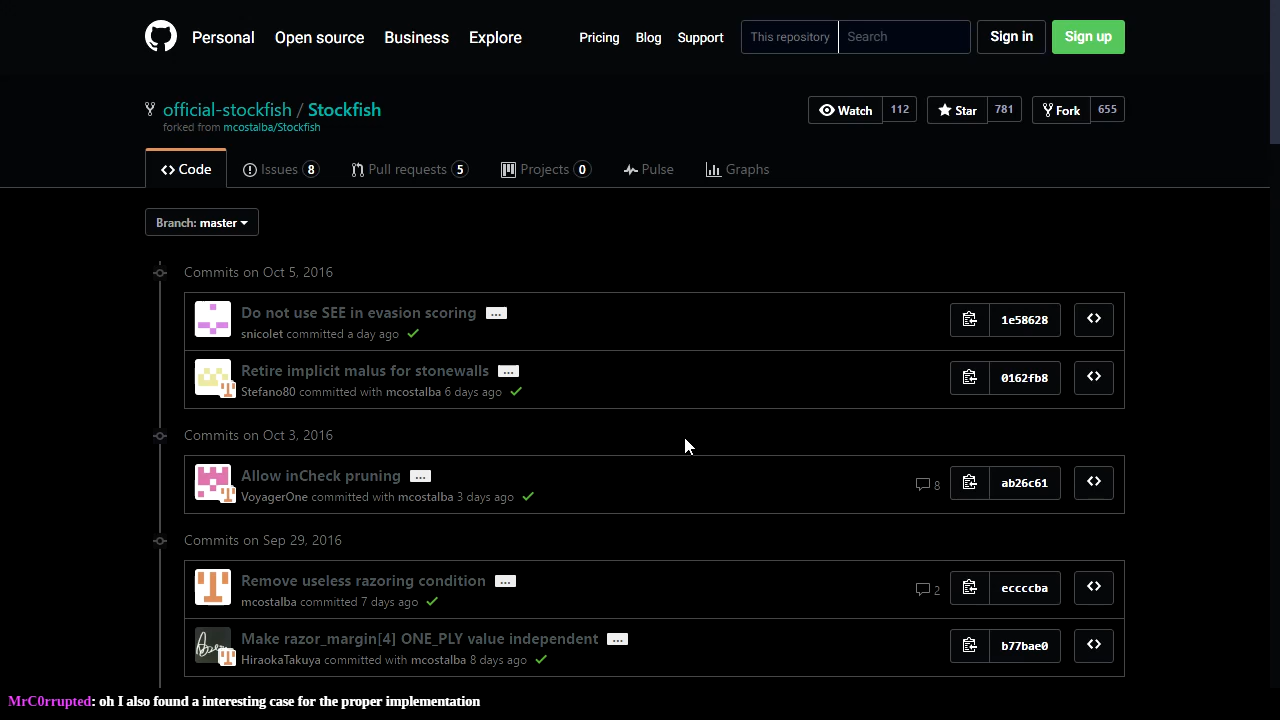 Personal Open source Business Explore Pricing Blog Support This repository Search Sign in Sign up
official-stockfish / Stockfish Watch 112 Star 781 Fork 655
forked from mcostalba/Stockfish
Code Issues 8 Pull requests 5 Projects 0 Pulse Graphs
Branch: master
Commits on Oct 5, 2016
Do not use SEE in evasion scoring …
snicolet committed a day ago
1e58628
Retire implicit malus for stonewalls …
Stefano80 committed with mcostalba 6 days ago
0162fb8
Commits on Oct 3, 2016
Allow inCheck pruning …
VoyagerOne committed with mcostalba 3 days ago
8 ab26c61
Commits on Sep 29, 2016
Remove useless razoring condition …
mcostalba committed 7 days ago
2 eccccba
Make razor_margin[4] ONE_PLY value independent …
HiraokaTakuya committed with mcostalba 8 days ago
b77bae0
MrC0rrupted: oh I also found a interesting case for the proper implementation